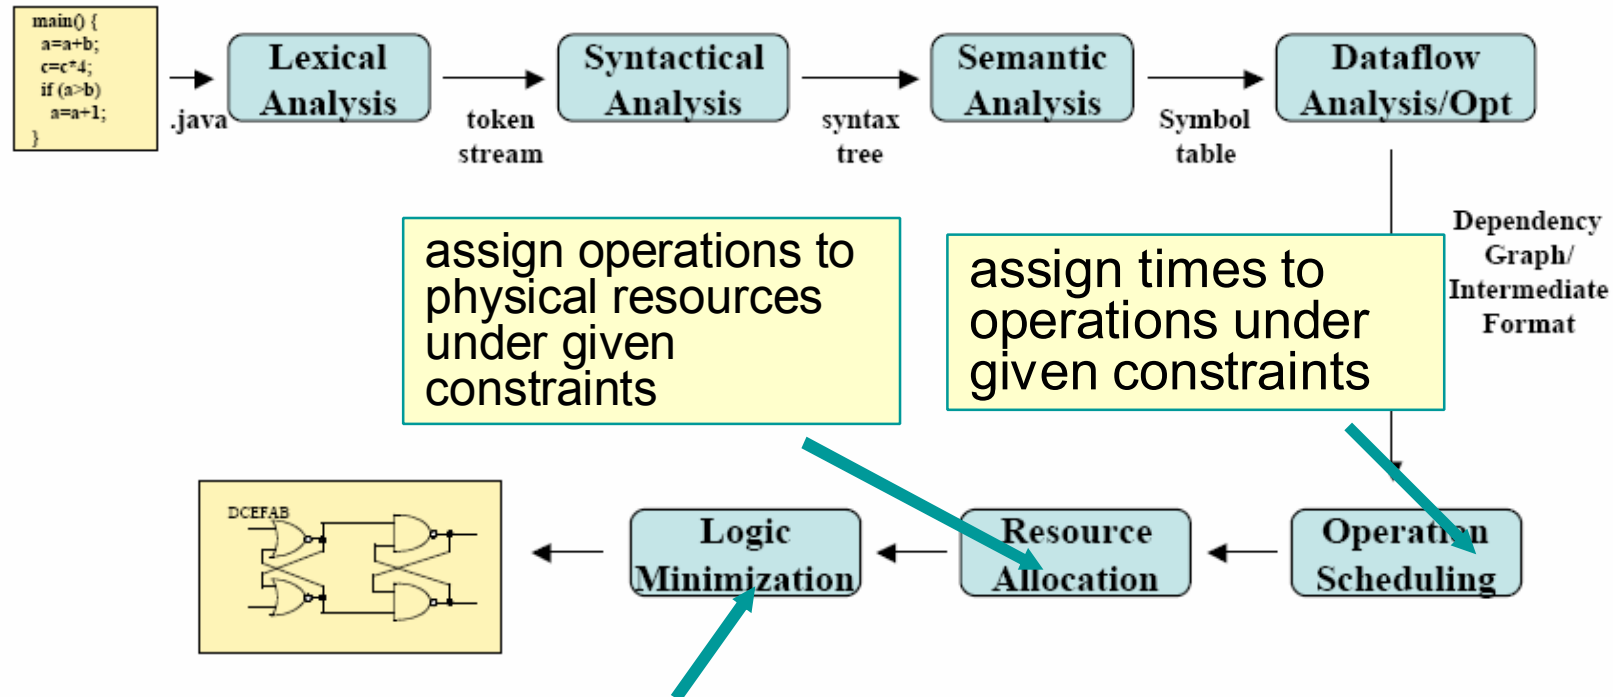 main() {
a=a+b;
c=c*4;
if (a>b)
a=a+1;
}
.java
Lexical
Analysis
token
stream
Syntactical
Analysis
syntax
tree
Semantic
Analysis
Symbol
table
Dataflow
Analysis/Opt
Dependency
Graph/
Intermediate
Format
assign operations to
physical resources
under given
constraints
assign times to
operations under
given constraints
Operation
Scheduling
Resource
Allocation
Logic
Minimization
DCEFAB